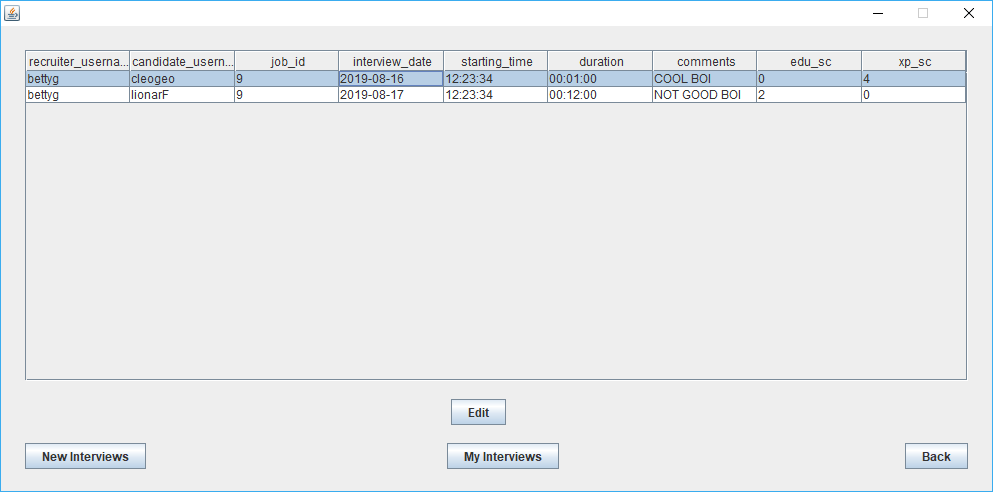 recruiter_userna... candidate_usern... job_id interview_date starting_time duration comments edu_sc xp_sc
bettyg cleogeo 9 2019-08-16 12:23:34 00:01:00 COOL BOI 0 4
bettyg lionarF 9 2019-08-17 12:23:34 00:12:00 NOT GOOD BOI 2 0
Edit
New Interviews My Interviews Back